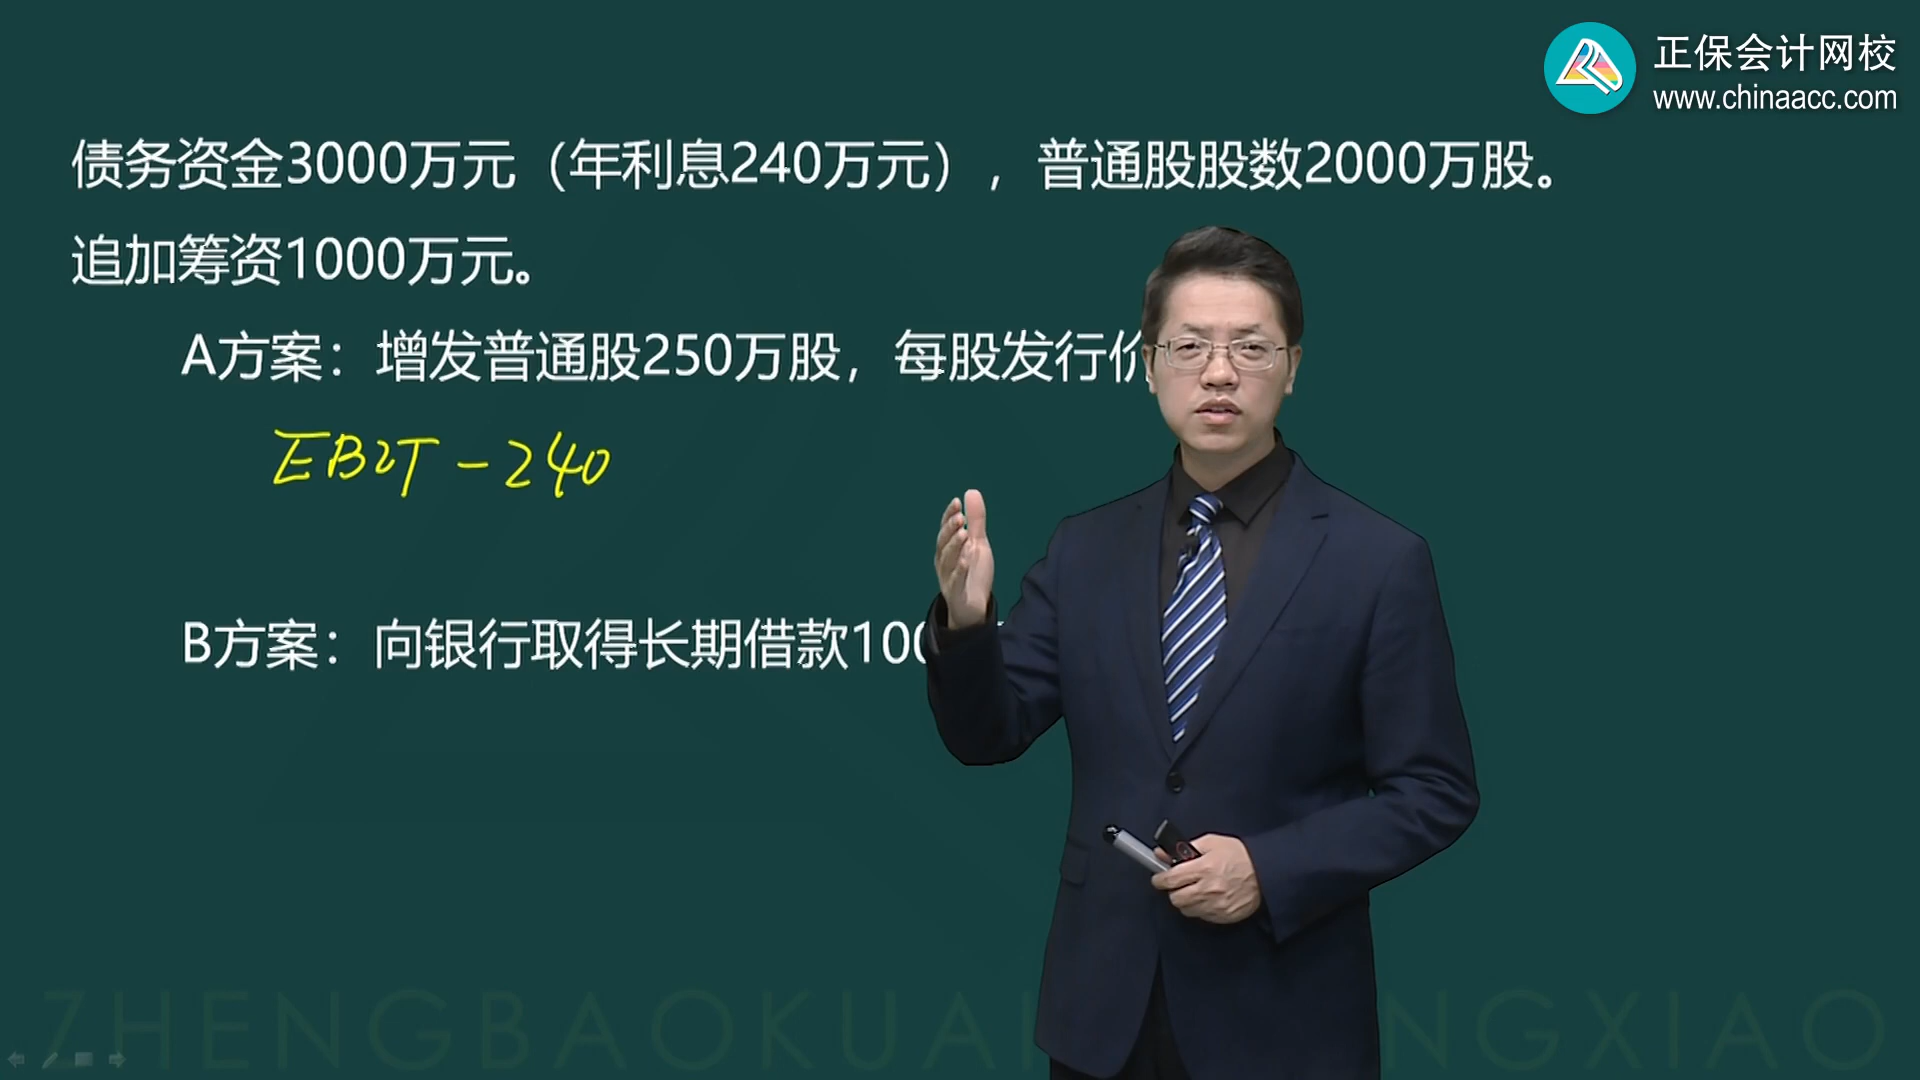 正保会计网校
www.chinaacc.com
债务资金3000万元（年利息240万元），普通股股数2000万股。
追加筹资1000万元。
A方案：增发普通股250万股，每股发行价
EBIT-240
B方案：向银行取得长期借款100
ZHENGBAOKUAI NGXIAO